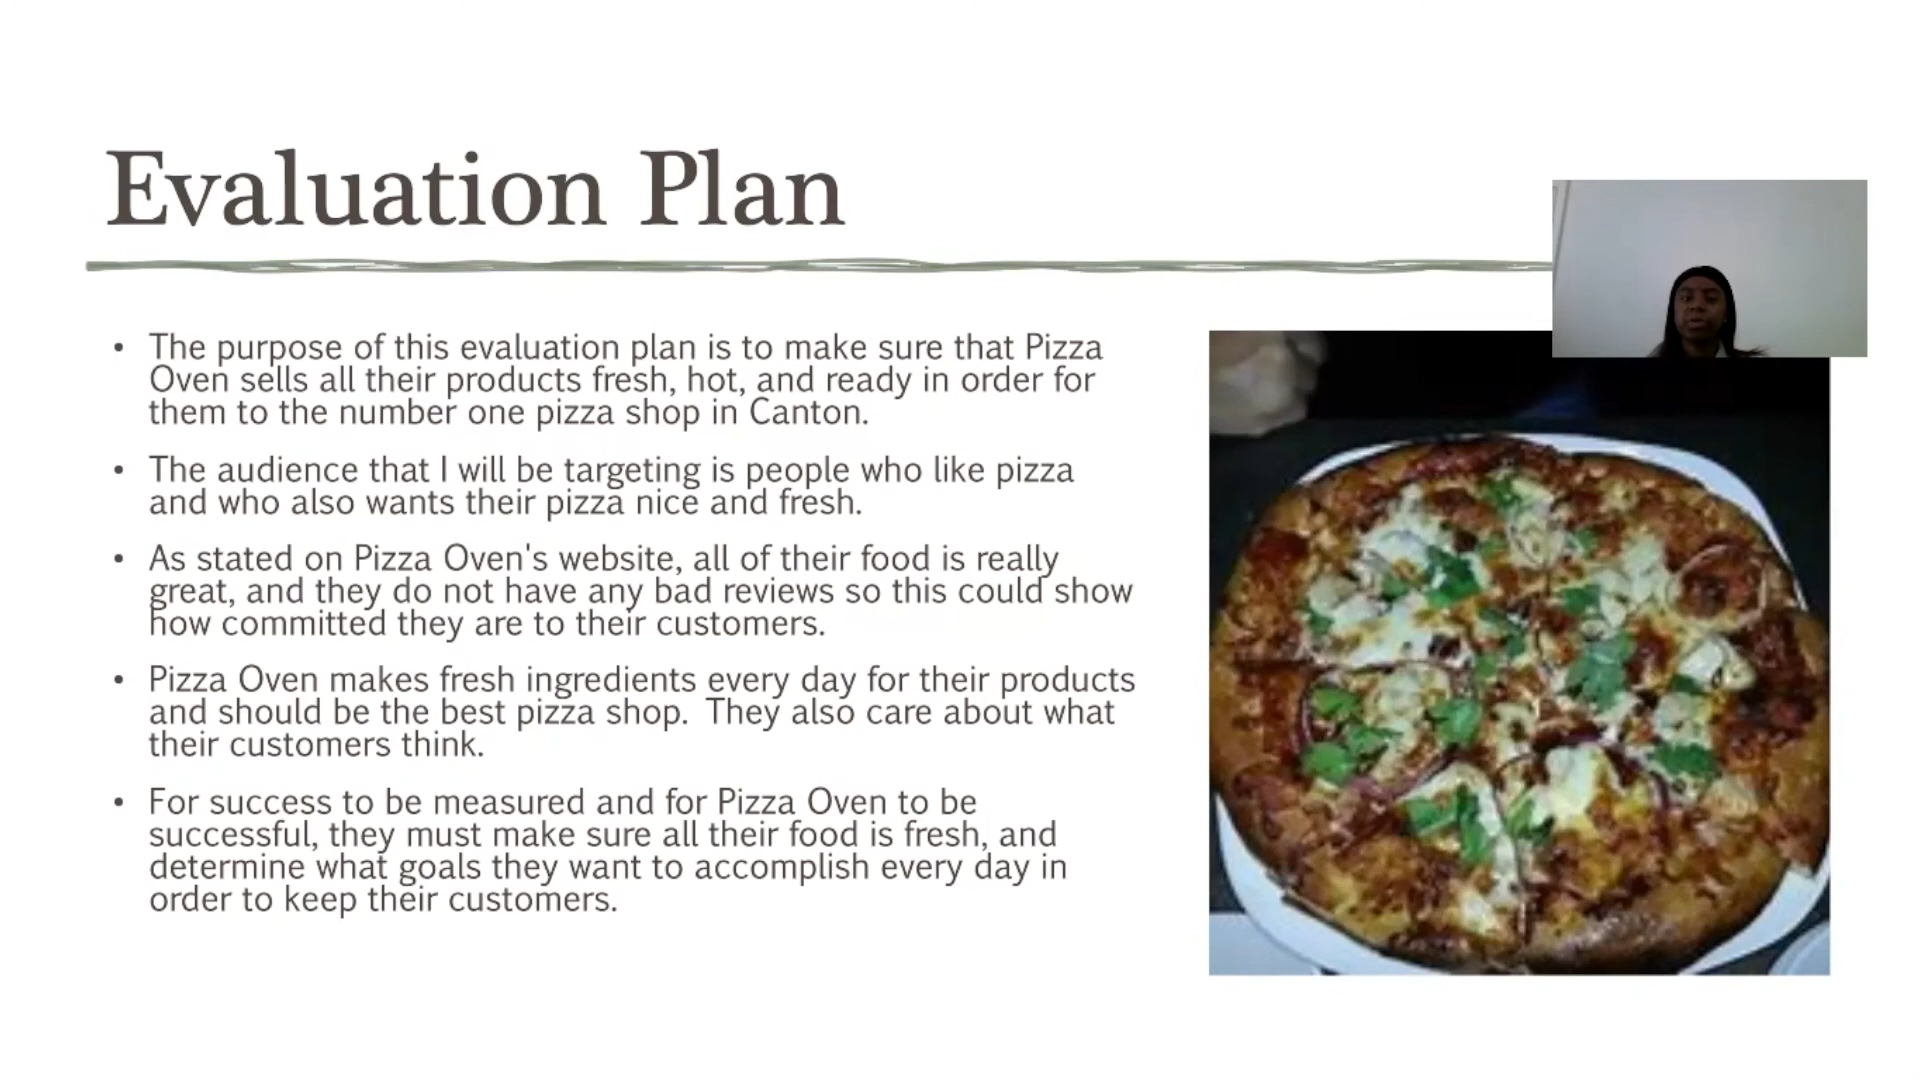 Evaluation Plan
• The purpose of this evaluation plan is to make sure that Pizza
Oven sells all their products fresh, hot, and ready in order for
them to the number one pizza shop in Canton.
• The audience that I will be targeting is people who like pizza
and who also wants their pizza nice and fresh.
• As stated on Pizza Oven's website, all of their food is really
great, and they do not have any bad reviews so this could show
how committed they are to their customers.
• Pizza Oven makes fresh ingredients every day for their products
and should be the best pizza shop. They also care about what
their customers think.
• For success to be measured and for Pizza Oven to be
successful, they must make sure all their food is fresh, and
determine what goals they want to accomplish every day in
order to keep their customers.